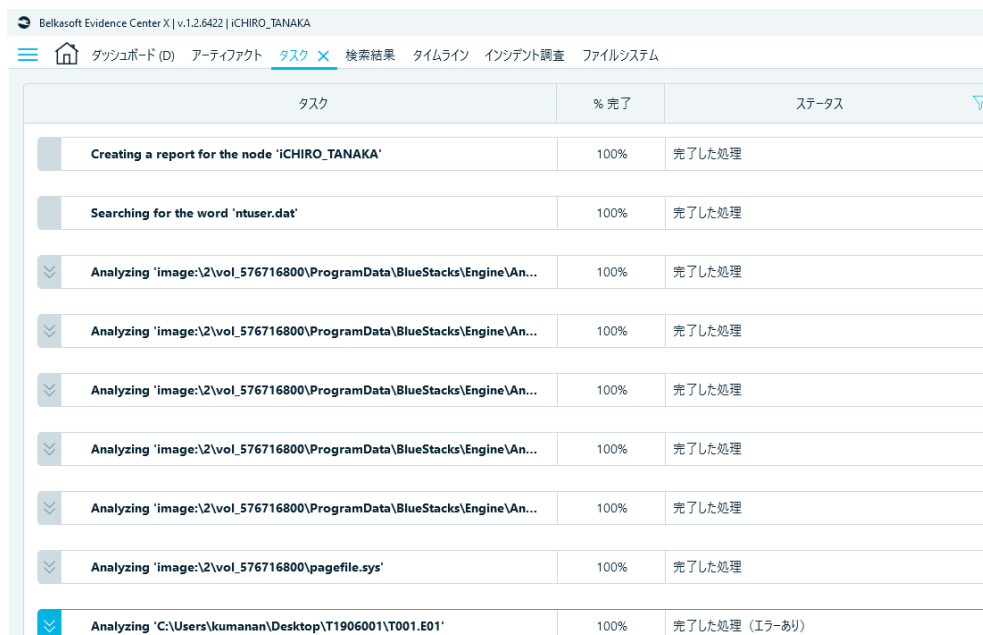 Belkasoft Evidence Center X | v.1.2.6422 | iCHIRO_TANAKA
ダッシュボード (D) アーティファクト タスク 検索結果 タイムライン インシデント調査 ファイルシステム
タスク % 完了 ステータス
Creating a report for the node 'iCHIRO_TANAKA' 100% 完了した処理
Searching for the word 'ntuser.dat' 100% 完了した処理
Analyzing 'image:\2\vol_576716800\ProgramData\BlueStacks\Engine\An... 100% 完了した処理
Analyzing 'image:\2\vol_576716800\ProgramData\BlueStacks\Engine\An... 100% 完了した処理
Analyzing 'image:\2\vol_576716800\ProgramData\BlueStacks\Engine\An... 100% 完了した処理
Analyzing 'image:\2\vol_576716800\ProgramData\BlueStacks\Engine\An... 100% 完了した処理
Analyzing 'image:\2\vol_576716800\ProgramData\BlueStacks\Engine\An... 100% 完了した処理
Analyzing 'image:\2\vol_576716800\pagefile.sys' 100% 完了した処理
Analyzing 'C:\Users\kumanan\Desktop\T1906001\T001.E01' 100% 完了した処理（エラーあり）